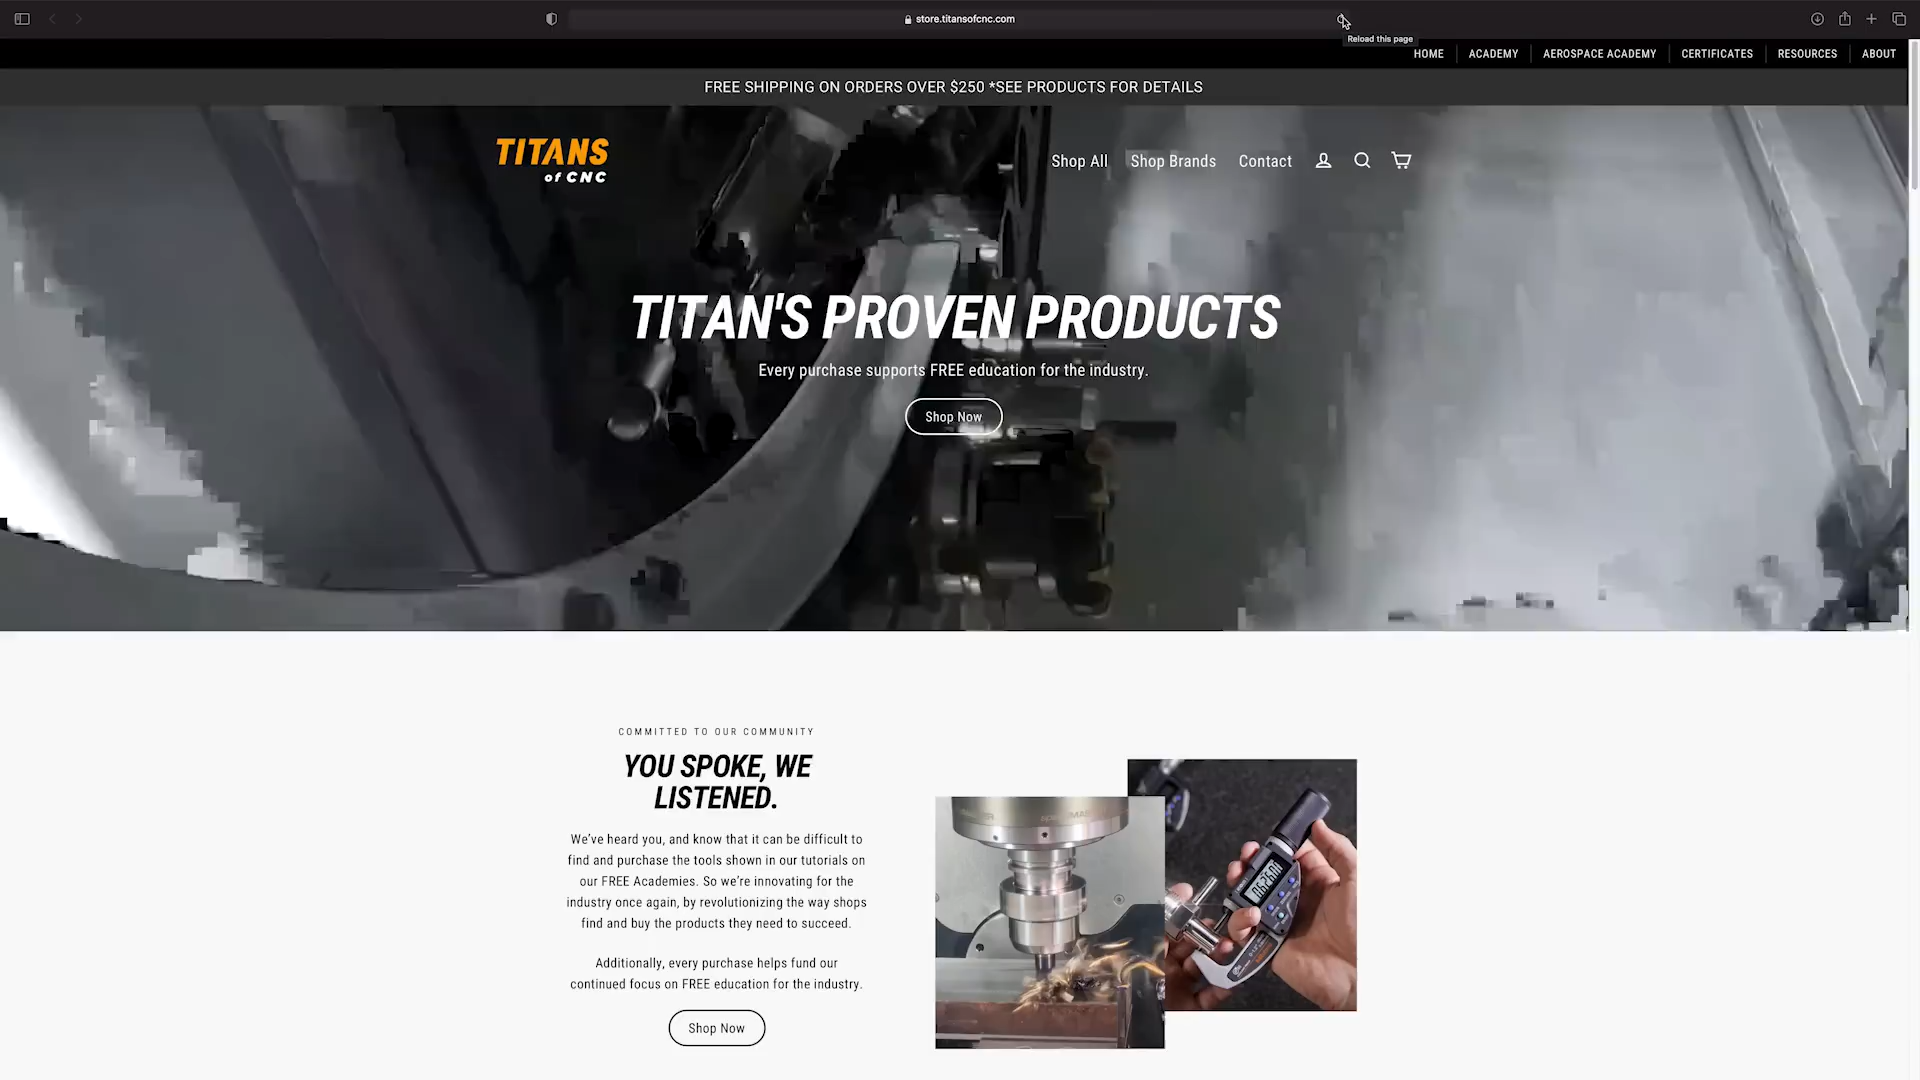 store.titansofcnc.com
Reload this page
HOME
ACADEMY
AEROSPACE ACADEMY
CERTIFICATES
RESOURCES
ABOUT
FREE SHIPPING ON ORDERS OVER $250 *SEE PRODUCTS FOR DETAILS
TITANS
of CNC
Shop All
Shop Brands
Contact
TITAN'S PROVEN PRODUCTS
Every purchase supports FREE education for the industry.
Shop Now
COMMITTED TO OUR COMMUNITY
YOU SPOKE, WE
LISTENED.
We've heard you, and know that it can be difficult to
find and purchase the tools shown in our tutorials on
our FREE Academies. So we're innovating for the
industry once again, by revolutionizing the way shops
find and buy the products they need to succeed.
Additionally, every purchase helps fund our
continued focus on FREE education for the industry.
Shop Now